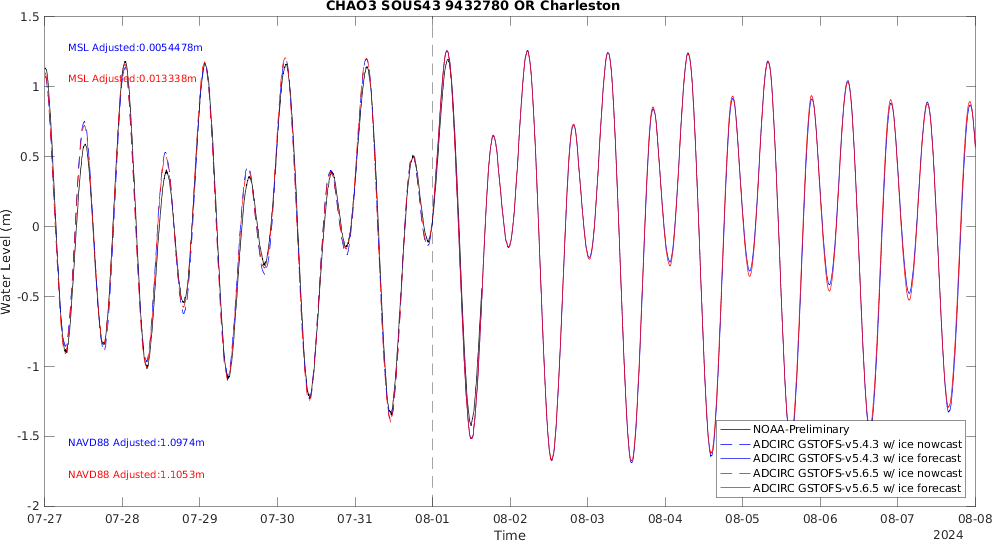 CHAO3 SOUS43 9432780 OR Charleston
1.5
1
0.5
0
-0.5
-1
-1.5
-2
Water Level (m)
MSL Adjusted:0.0054478m
MSL Adjusted:0.013338m
NAVD88 Adjusted:1.0974m
NAVD88 Adjusted:1.1053m
NOAA-Preliminary
ADCIRC GSTOFS-v5.4.3 w/ ice nowcast
ADCIRC GSTOFS-v5.4.3 w/ ice forecast
ADCIRC GSTOFS-v5.6.5 w/ ice nowcast
ADCIRC GSTOFS-v5.6.5 w/ ice forecast
07-27 07-28 07-29 07-30 07-31 08-01 08-02 08-03 08-04 08-05 08-06 08-07 08-08
Time
2024